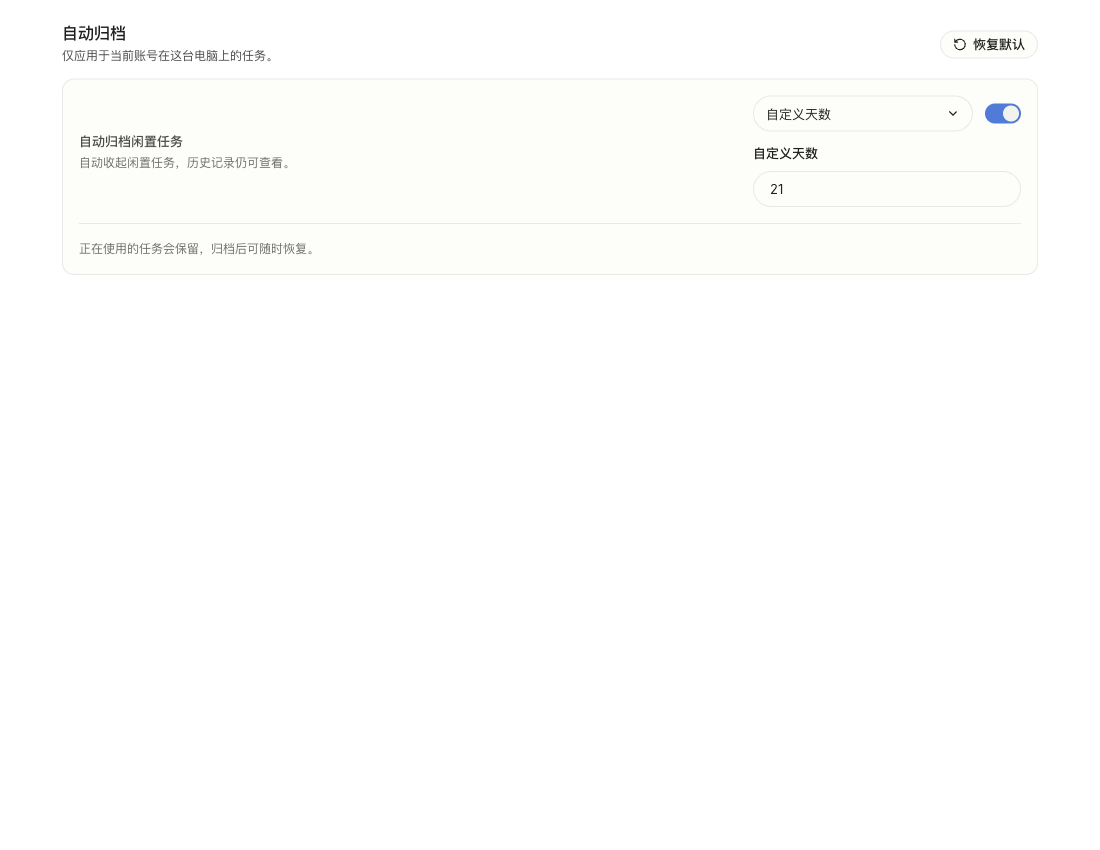 自动归档
仅应用于当前账号在这台电脑上的任务。
恢复默认
自动归档闲置任务
自动收起闲置任务，历史记录仍可查看。
自定义天数
自定义天数
21
正在使用的任务会保留，归档后可随时恢复。